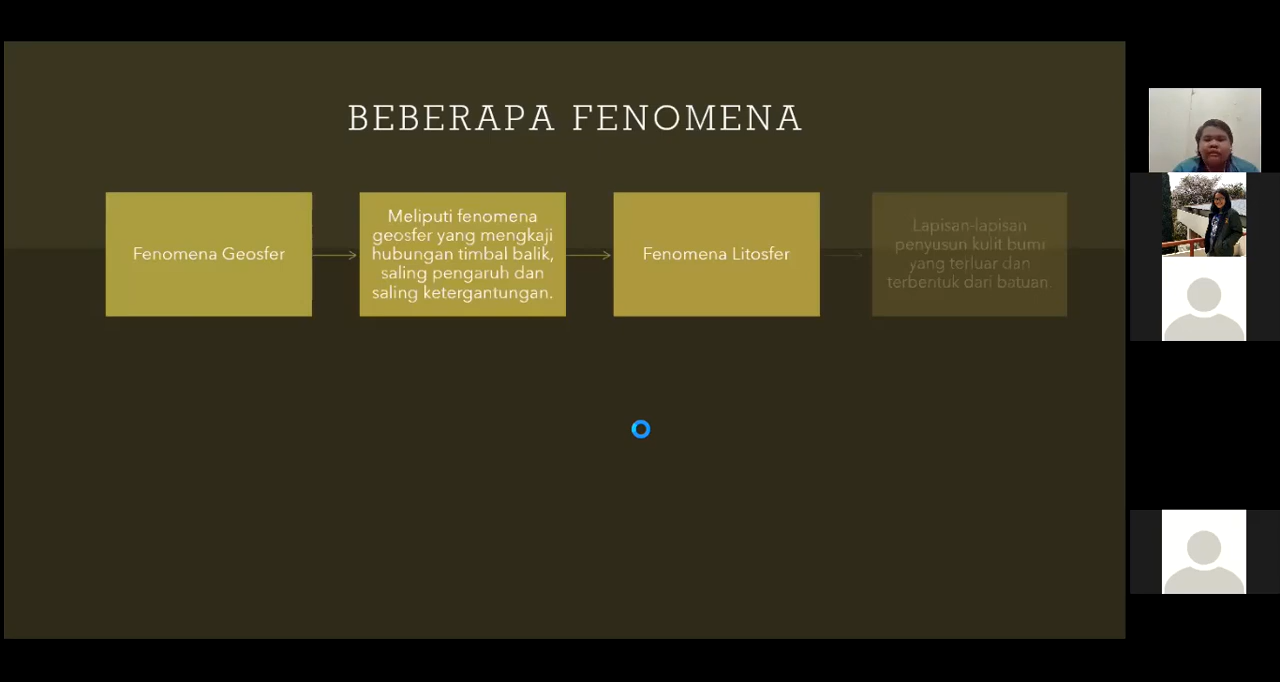 BEBERAPA FENOMENA
Fenomena Geosfer
Meliputi fenomena
geosfer yang mengkaji
hubungan timbal balik,
saling pengaruh dan
saling ketergantungan.
Fenomena Litosfer
Lapisan-lapisan
penyusun kulit bumi
yang terluar dan
terbentuk dari batuan.